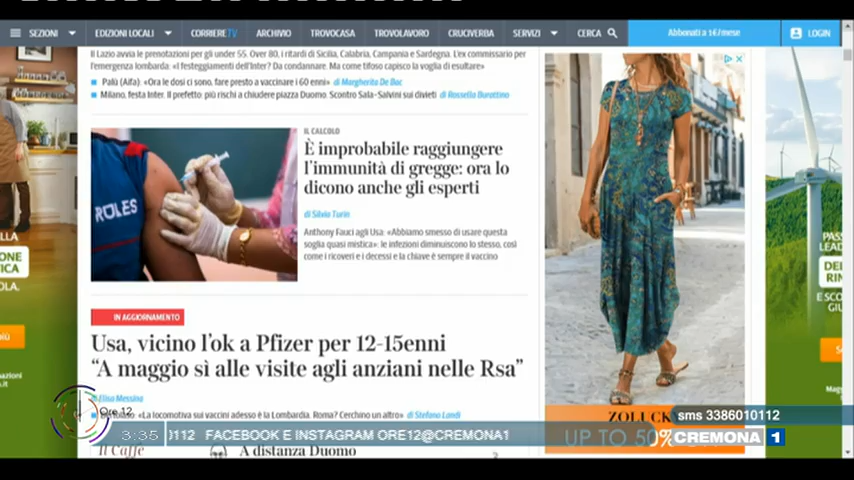 SEZIONI
EDIZIONI LOCALI
CORRIERETV
ARCHIVIO
TROVOCASA
TROVOLAVORO
CRUCIVERBA
SERVIZI
CERCA
Abbonati a 1€/mese
LOGIN
Il Lazio avvia le prenotazioni per gli under 55. Over 80, i ritardi di Sicilia, Calabria, Campania e Sardegna. L'ex commissario per
l'emergenza lombarda: «I festeggiamenti dell'Inter? Da condannare. Ma come tifoso capisco la voglia di esultare»
Palù (Aifa): «Ora le dosi ci sono, fare presto a vaccinare i 60 enni» di Margherita De Bac
Milano, festa Inter. Il prefetto: più rischi a chiudere piazza Duomo. Scontro Sala-Salvini sui divieti di Rossella Burattino
IL CALCOLO
È improbabile raggiungere
l'immunità di gregge: ora lo
dicono anche gli esperti
di Silvio Turin
Anthony Fauci agli Usa: «Abbiamo smesso di usare questa
soglia quasi mistica»: le infezioni diminuiscono lo stesso, così
come i ricoveri e i decessi e la chiave è sempre il vaccino
IN AGGIORNAMENTO
Usa, vicino l'ok a Pfizer per 12-15enni
“A maggio sì alle visite agli anziani nelle Rsa”
di Elisa Messina
«La locomotiva sui vaccini adesso è la Lombardia. Roma? Cerchino un altro» di Stefano Landi
Ore 12
3:35
0112 FACEBOOK E INSTAGRAM ORE12@CREMONA1
Il Caffè
A distanza Duomo
ZOLUCK
sms 3386010112
UP TO 50%
CREMONA 1